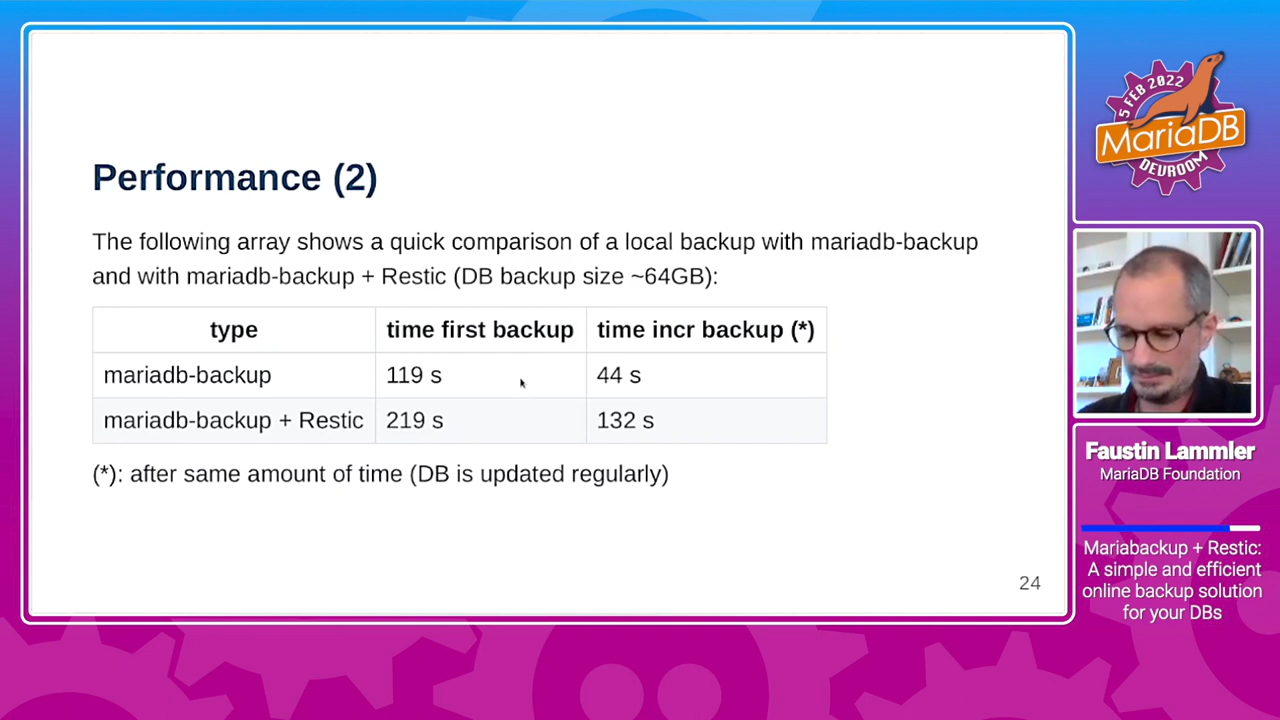 Performance (2)
The following array shows a quick comparison of a local backup with mariadb-backup
and with mariadb-backup + Restic (DB backup size ~64GB):
type time first backup time incr backup (*)
mariadb-backup 119 s 44 s
mariadb-backup + Restic 219 s 132 s
(*): after same amount of time (DB is updated regularly)
24
5 FEB 2022
MariaDB
DEVROOM
Faustin Lammler
MariaDB Foundation
Mariabackup + Restic:
A simple and efficient
online backup solution
for your DBs